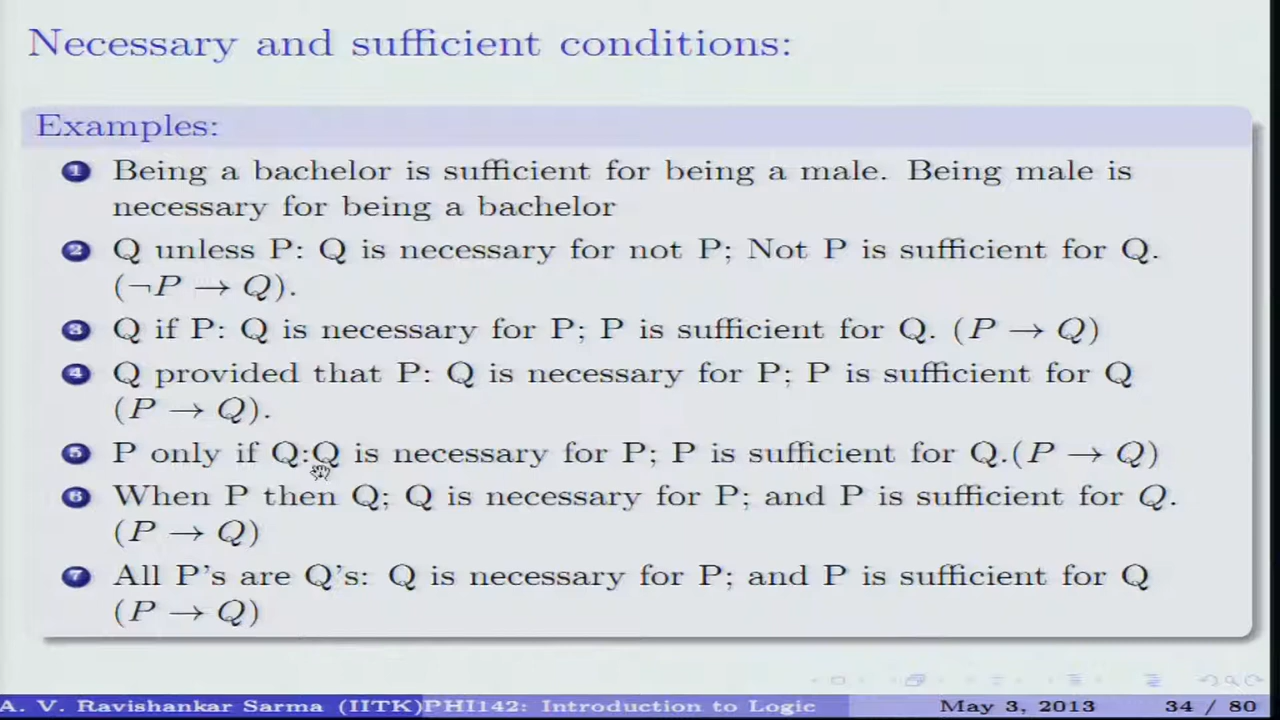 Necessary and sufficient conditions:
Examples:
1 Being a bachelor is sufficient for being a male. Being male is
necessary for being a bachelor
2 Q unless P: Q is necessary for not P; Not P is sufficient for Q.
(¬P → Q).
3 Q if P: Q is necessary for P; P is sufficient for Q. (P → Q)
4 Q provided that P: Q is necessary for P; P is sufficient for Q
(P → Q).
5 P only if Q:Q is necessary for P; P is sufficient for Q.(P → Q)
6 When P then Q; Q is necessary for P; and P is sufficient for Q.
(P → Q)
7 All P's are Q's: Q is necessary for P; and P is sufficient for Q
(P → Q)
A. V. Ravishankar Sarma (IITK) PHI142: Introduction to Logic May 3, 2013 34 / 80